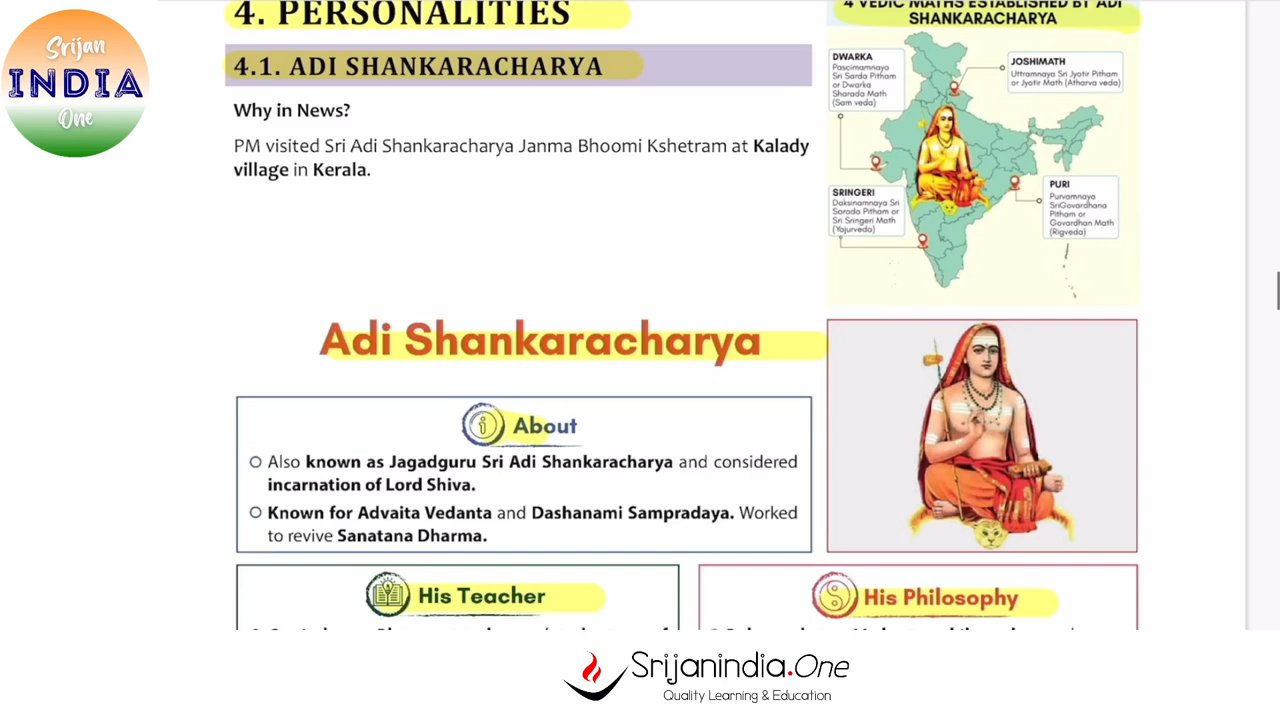 Srijan
INDIA
One
4. PERSONALITIES
4.1. ADI SHANKARACHARYA
Why in News?
PM visited Sri Adi Shankaracharya Janma Bhoomi Kshetram at Kalady
village in Kerala.
4 VEDIC MATHS ESTABLISHED BY ADI
SHANKARACHARYA
DWARKA
Pascimamnaya
Sri Sarda Pitham
or Dwarka
Sharada Math
(Sam veda)
JOSHIMATH
Uttramnaya Sri Jyotir Pitham
or Jyotir Math (Atharva veda)
SRINGERI
Daksinamnaya Sri
Sarada Pitham or
Sri Sringeri Math
(Yajurveda)
PURI
Purvamnaya
SriGovardhana
Pitham or
Govardhan Math
(Rigveda)
Adi Shankaracharya
About
Also known as Jagadguru Sri Adi Shankaracharya and considered
incarnation of Lord Shiva.
Known for Advaita Vedanta and Dashanami Sampradaya. Worked
to revive Sanatana Dharma.
His Teacher
His Philosophy
Srijanindia.One
Quality Learning & Education